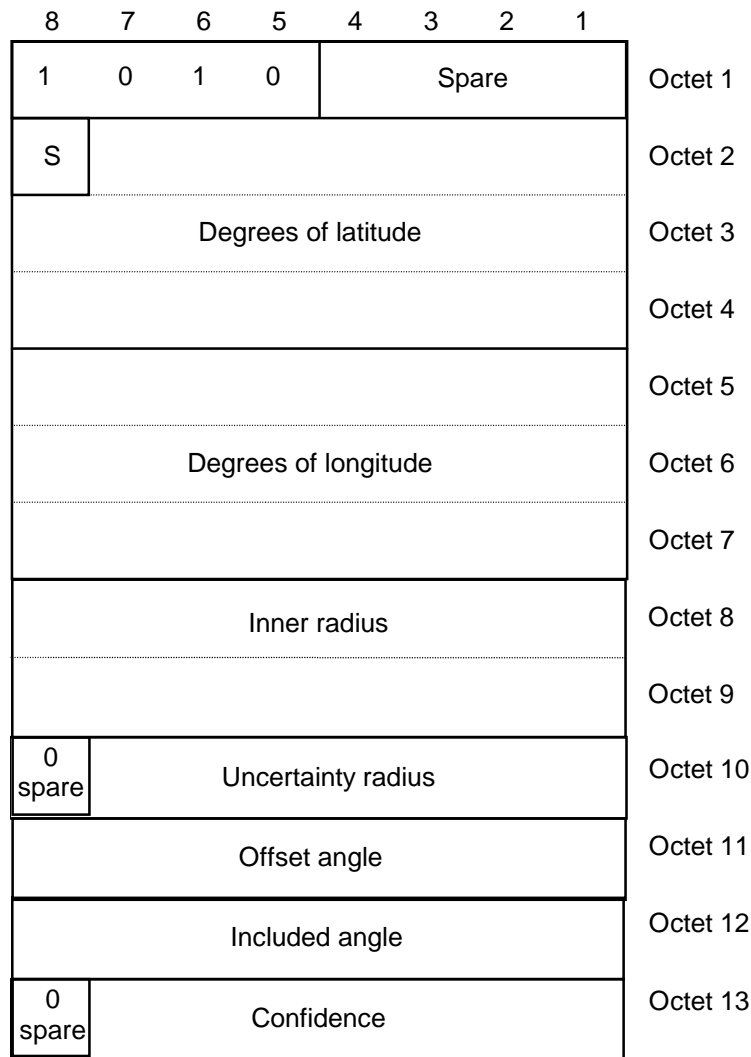 8 7 6 5 4 3 2 1
1 0 1 0 Spare Octet 1
S Octet 2
Degrees of latitude Octet 3
Octet 4
Octet 5
Degrees of longitude Octet 6
Octet 7
Inner radius Octet 8
Octet 9
0
spare Uncertainty radius Octet 10
Offset angle Octet 11
Included angle Octet 12
0
spare Confidence Octet 13